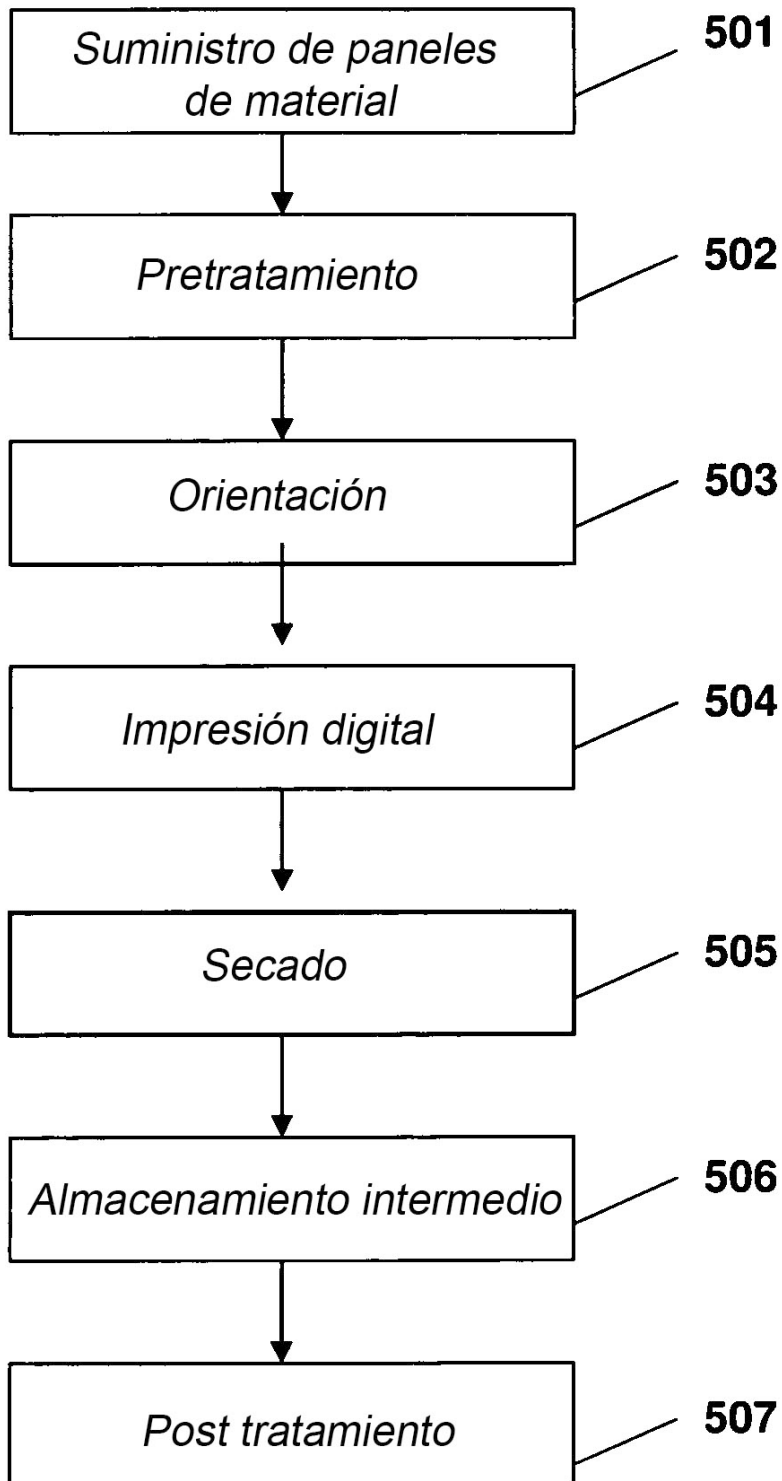 Suministro de paneles
de material
501
Pretratamiento
502
Orientación
503
Impresión digital
504
Secado
505
Almacenamiento intermedio
506
Post tratamiento
507